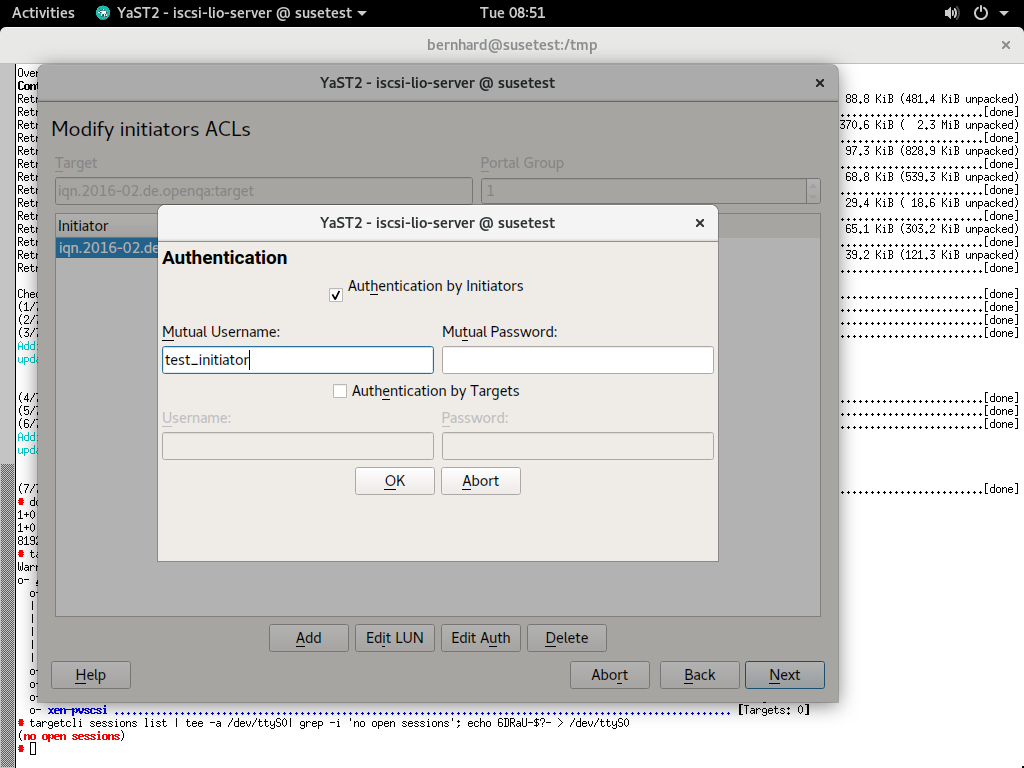 Activities YaST2 - iscsi-lio-server @ susetest Tue 08:51
bernhard@susetest:/tmp
YaST2 - iscsi-lio-server @ susetest
88.8 KiB (481.4 KiB unpacked)
[done]
370.6 KiB (  2.3 MiB unpacked)
[done]
97.3 KiB (828.9 KiB unpacked)
[done]
68.8 KiB (539.3 KiB unpacked)
[done]
29.4 KiB ( 18.6 KiB unpacked)
[done]
65.1 KiB (303.2 KiB unpacked)
[done]
39.2 KiB (121.3 KiB unpacked)
[done]
Modify initiators ACLs
Target Portal Group
iqn.2016-02.de.openqa:target 1
Initiator
iqn.2016-02.de
YaST2 - iscsi-lio-server @ susetest
Authentication
Authentication by Initiators
Mutual Username: Mutual Password:
test_initiator
Authentication by Targets
Username: Password:
OK Abort
[done]
[done]
[done]
[done]
[done]
[done]
[done]
[done]
Add Edit LUN Edit Auth Delete
Help Abort Back Next
o- xen-pvscsi [Targets: 0]
# targetcli sessions list | tee -a /dev/ttyS0| grep -i 'no open sessions'; echo 6DRaU-$?- > /dev/ttyS0
(no open sessions)
#